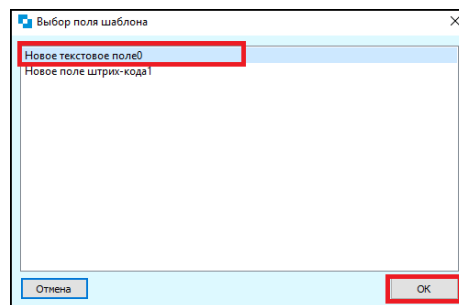 Выбор поля шаблона
Новое текстовое поле0
Новое поле штрих-кода1
Отмена
OK